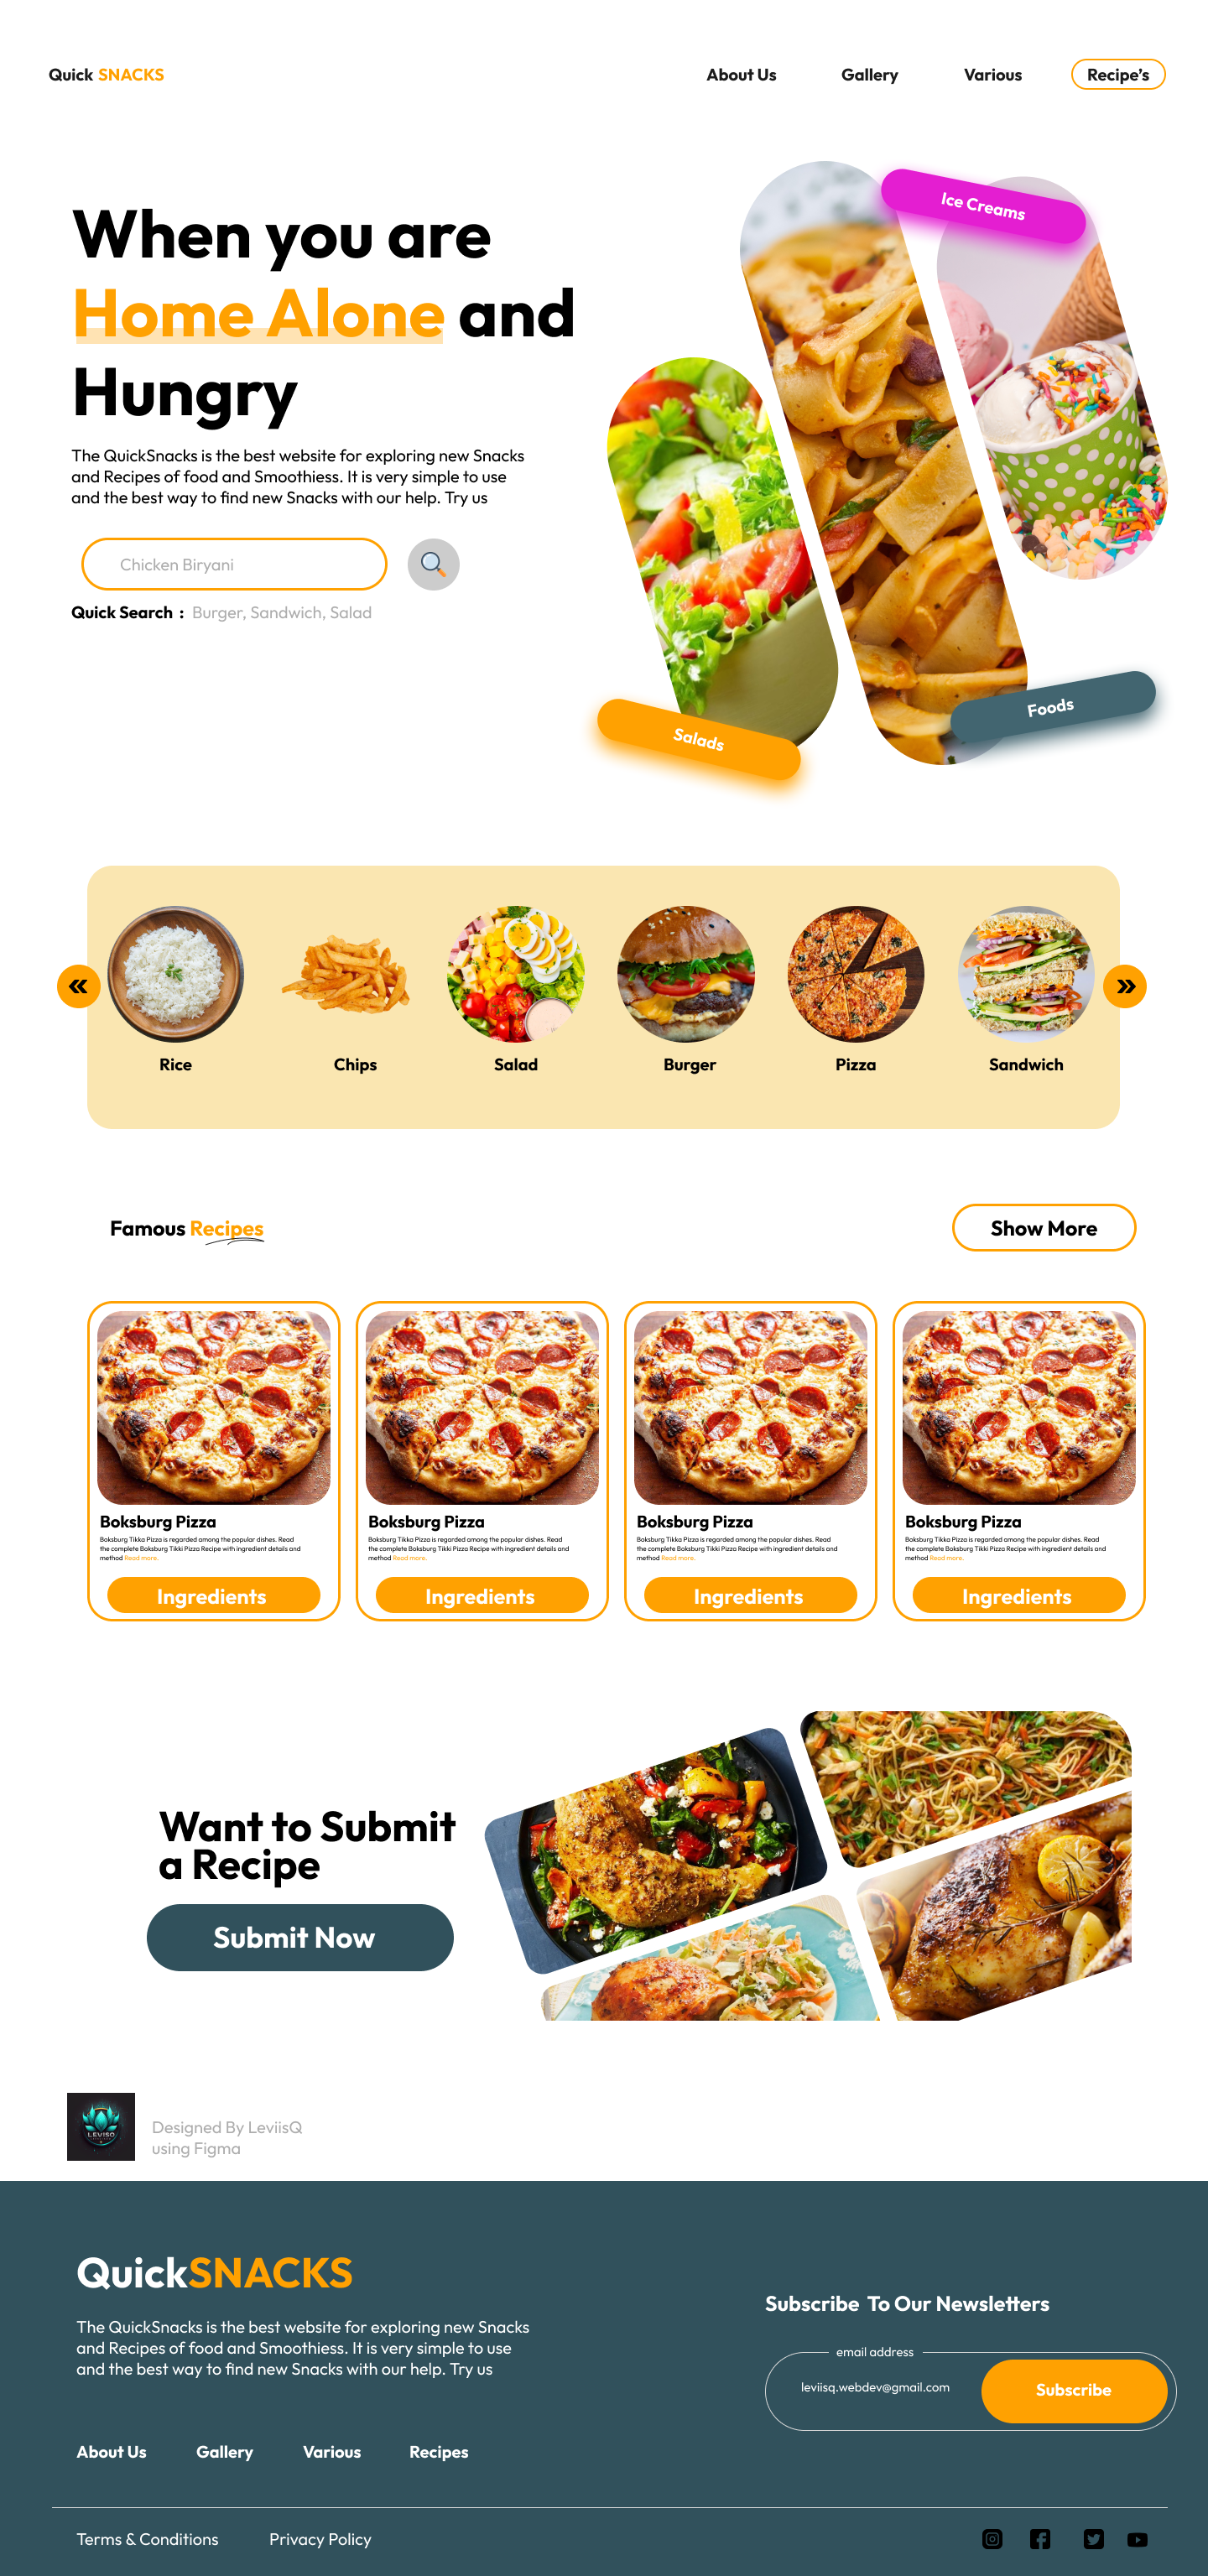 Quick SNACKS
About Us
Gallery
Various
Recipe's
When you are
Home Alone and
Hungry
The QuickSnacks is the best website for exploring new Snacks
and Recipes of food and Smoothiess. It is very simple to use
and the best way to find new Snacks with our help. Try us
Chicken Biryani
Quick Search : Burger, Sandwich, Salad
Ice Creams
Salads
Foods
«
»
Rice
Chips
Salad
Burger
Pizza
Sandwich
Famous Recipes
Show More
Boksburg Pizza
Boksburg Tikka Pizza is regarded among the popular dishes. Read
the complete Boksburg Tikki Pizza Recipe with ingredient details and
method Read more.
Ingredients
Boksburg Pizza
Boksburg Tikka Pizza is regarded among the popular dishes. Read
the complete Boksburg Tikki Pizza Recipe with ingredient details and
method Read more.
Ingredients
Boksburg Pizza
Boksburg Tikka Pizza is regarded among the popular dishes. Read
the complete Boksburg Tikki Pizza Recipe with ingredient details and
method Read more.
Ingredients
Boksburg Pizza
Boksburg Tikka Pizza is regarded among the popular dishes. Read
the complete Boksburg Tikki Pizza Recipe with ingredient details and
method Read more.
Ingredients
Want to Submit
a Recipe
Submit Now
LEVISQ
Designed By LeviisQ
using Figma
QuickSNACKS
The QuickSnacks is the best website for exploring new Snacks
and Recipes of food and Smoothiess. It is very simple to use
and the best way to find new Snacks with our help. Try us
Subscribe To Our Newsletters
email address
leviisq.webdev@gmail.com
Subscribe
About Us
Gallery
Various
Recipes
Terms & Conditions
Privacy Policy